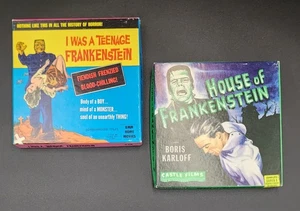 NOTHING LIKE THIS IN ALL THE HISTORY OF HORROR!
I WAS A TEENAGE
FRANKENSTEIN
FIENDISH FRENZIED
BLOOD-CHILLING!
Body of a BOY...
mind of a MONSTER...
soul of an unearthly THING!
HOUSE of
FRANKENSTEIN
BORIS
KARLOFF
CASTLE FILMS